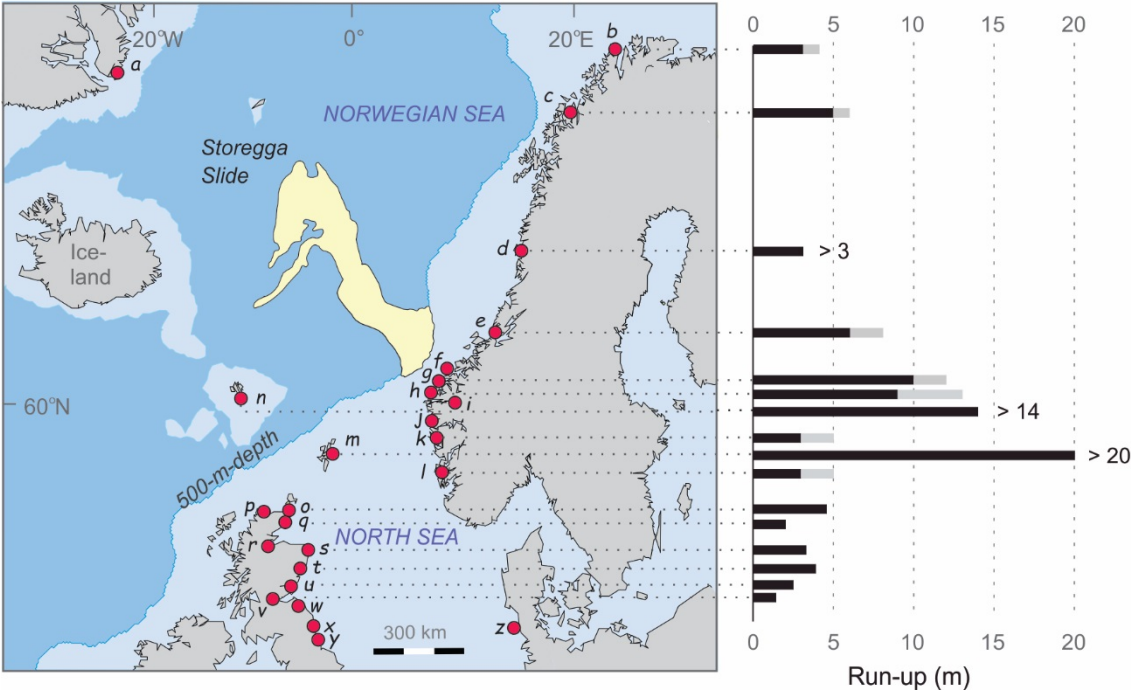 20°W
0°
20°E
0
5
10
15
20
a
b
c
NORWEGIAN SEA
Storegga
Slide
Ice-
land
d
> 3
e
f
g
h
i
n
60°N
> 14
j
k
m
500-m-depth
l
> 20
p
o
q
NORTH SEA
r
s
t
u
v
w
x
y
z
300 km
0
5
10
15
20
Run-up (m)